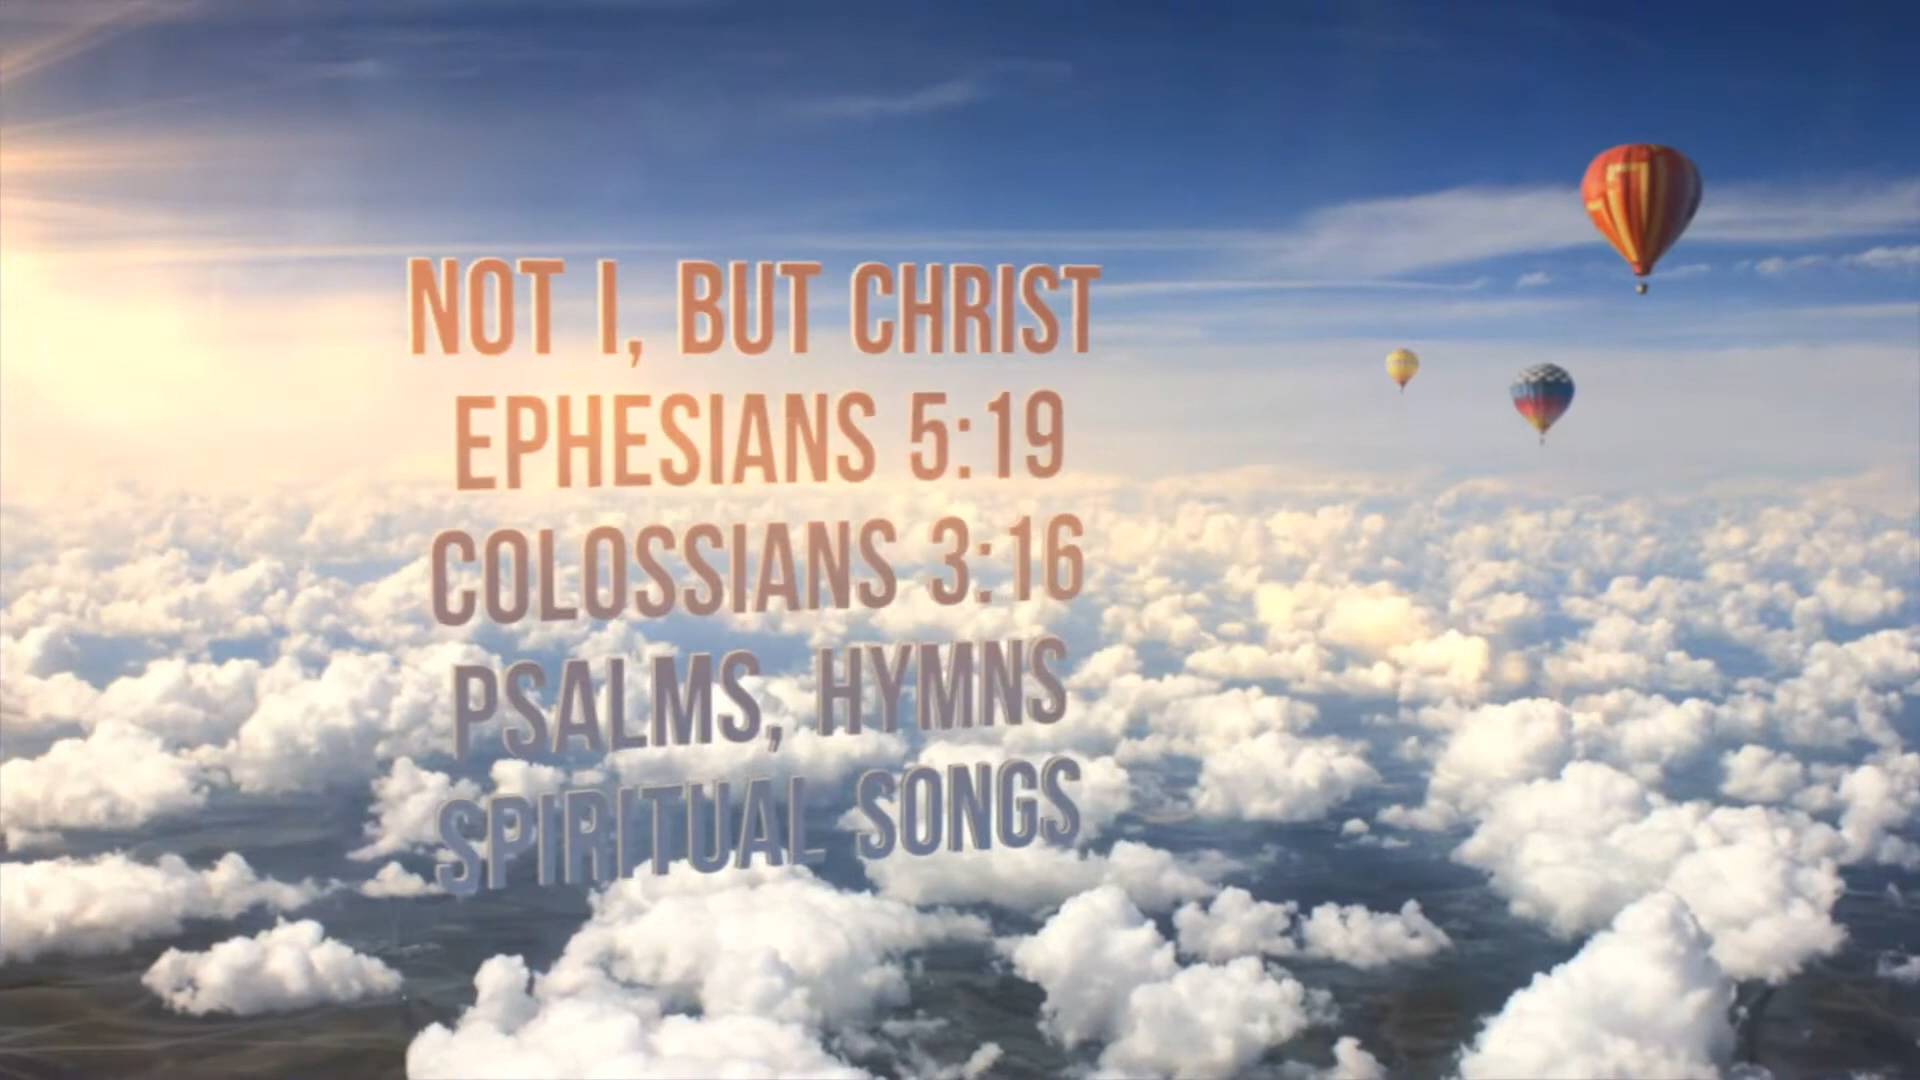 NOT I, BUT CHRIST
EPHESIANS 5:19
COLOSSIANS 3:16
PSALMS, HYMNS
SPIRITUAL SONGS